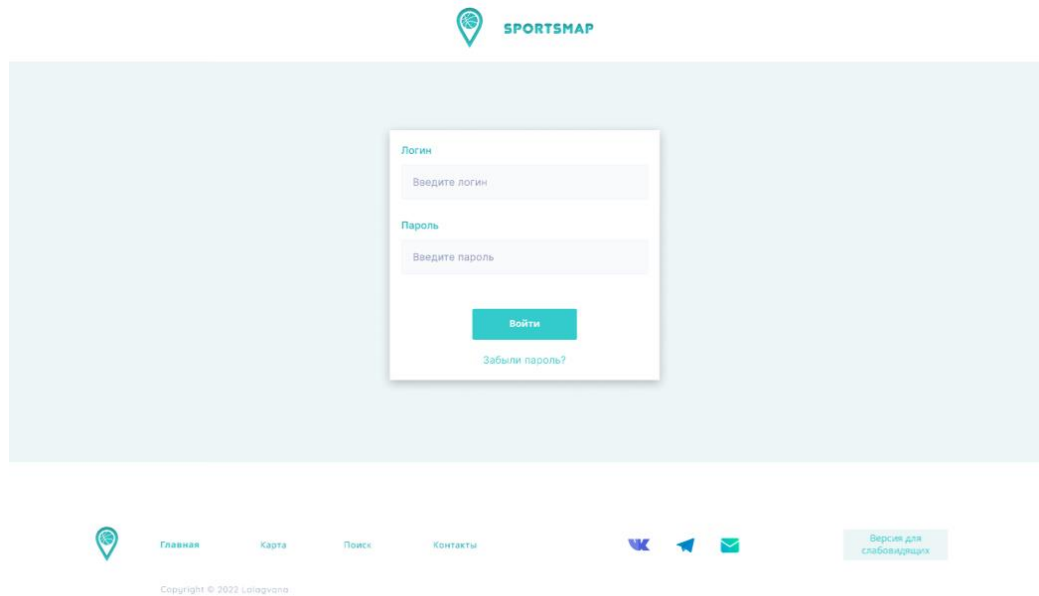 SPORTSMAP
Логин
Введите логин
Пароль
Введите пароль
Войти
Забыли пароль?
Главная Карта Поиск Контакты
Версия для
слабовидящих
Copyright © 2022 Lalagvana